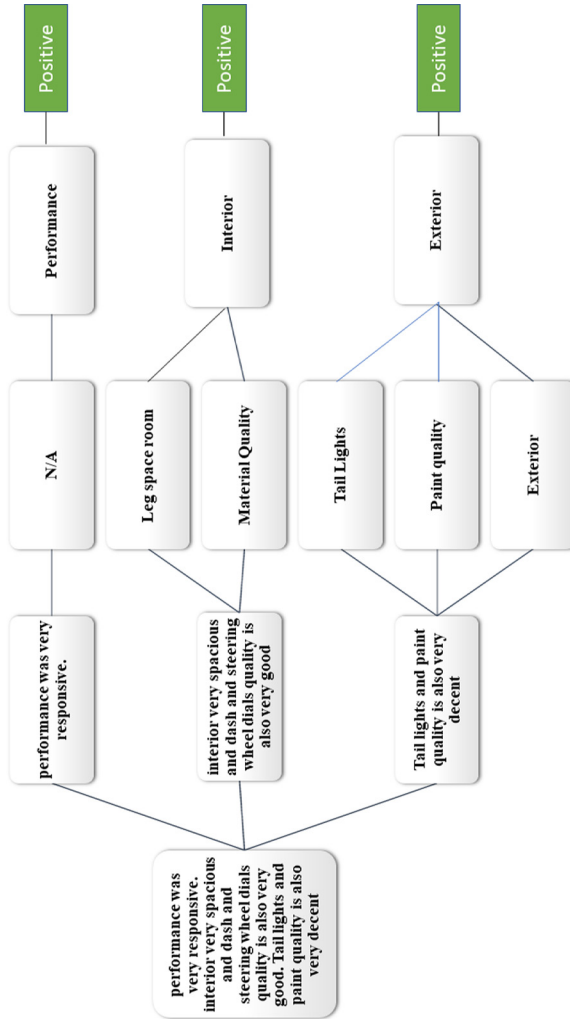 performance was
very responsive.
interior very spacious
and dash and
steering wheel dials
quality is also very
good. Tail lights and
paint quality is also
very decent
performance was very
responsive.
N/A
Performance
Positive
interior very spacious
and dash and steering
wheel dials quality is
also very good
Leg space room
Material Quality
Interior
Positive
Tail lights and paint
quality is also very
decent
Tail Lights
Paint quality
Exterior
Exterior
Positive